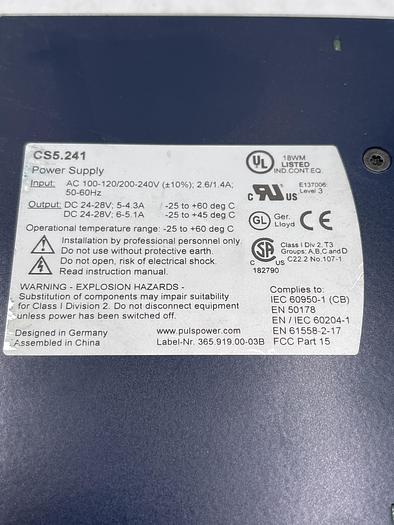 CS5.241
Power Supply
Input: AC 100-120/200-240V (±10%); 2.6/1.4A;
50-60Hz
Output: DC 24-28V; 5-4.3A -25 to +60 deg C
DC 24-28V; 6-5.1A -25 to +45 deg C
Operational temperature range: -25 to +60 deg C
Installation by professional personnel only.
Do not use without protective earth.
Do not open, risk of electrical shock.
Read instruction manual.
WARNING - EXPLOSION HAZARDS -
Substitution of components may impair suitability
for Class I Division 2. Do not disconnect equipment
unless power has been switched off.
Designed in Germany www.pulspower.com
Assembled in China Label-Nr. 365.919.00-03B
UL 18WM
LISTED
IND.CONT.EQ.
C RU US E137006
Level 3
GL Ger.
Lloyd CE
SA Class I Div 2, T3
Groups: A,B,C and D
C US C22.2 No.107-1
182790
Complies to:
IEC 60950-1 (CB)
EN 50178
EN / IEC 60204-1
EN 61558-2-17
FCC Part 15